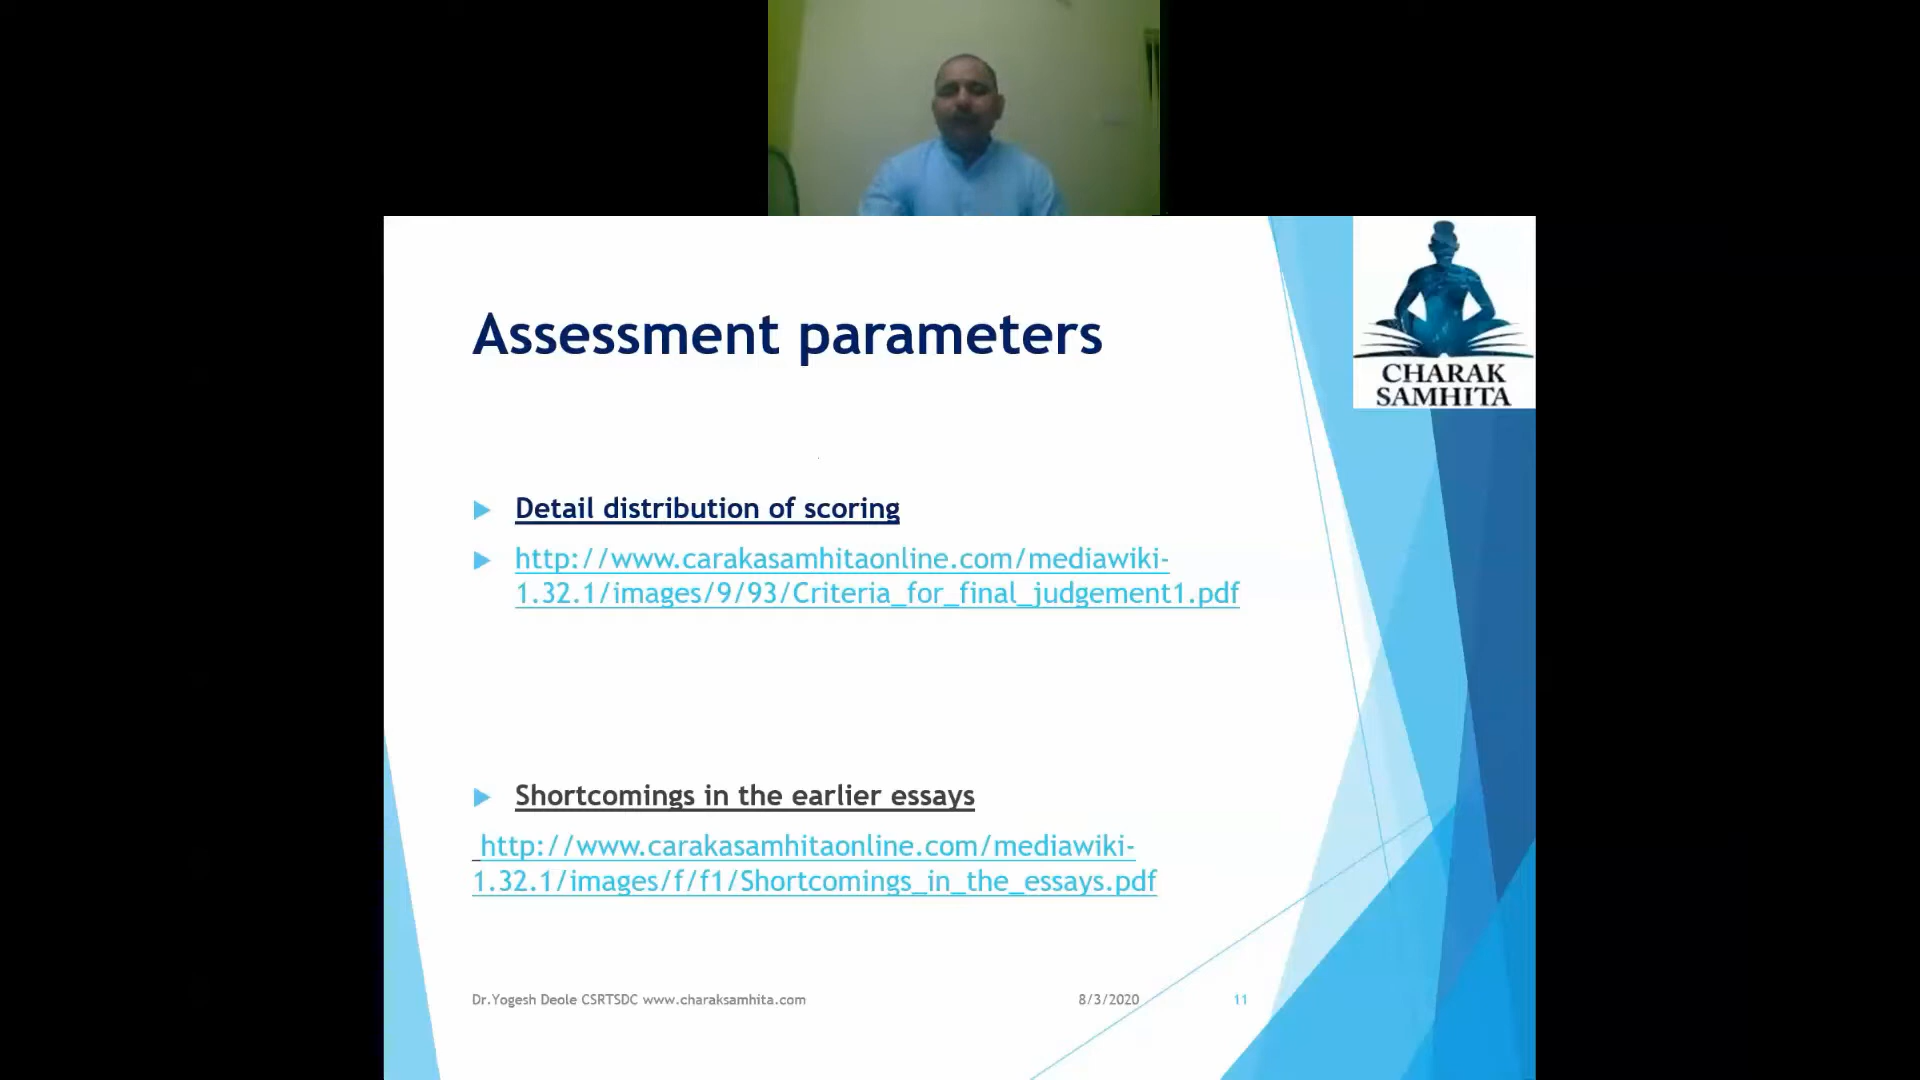 CHARAK
SAMHITA
Assessment parameters
Detail distribution of scoring
http://www.carakasamhitaonline.com/mediawiki-
1.32.1/images/9/93/Criteria_for_final_judgement1.pdf
Shortcomings in the earlier essays
http://www.carakasamhitaonline.com/mediawiki-
1.32.1/images/f/f1/Shortcomings_in_the_essays.pdf
Dr.Yogesh Deole CSRTSDC www.charaksamhita.com 8/3/2020 11